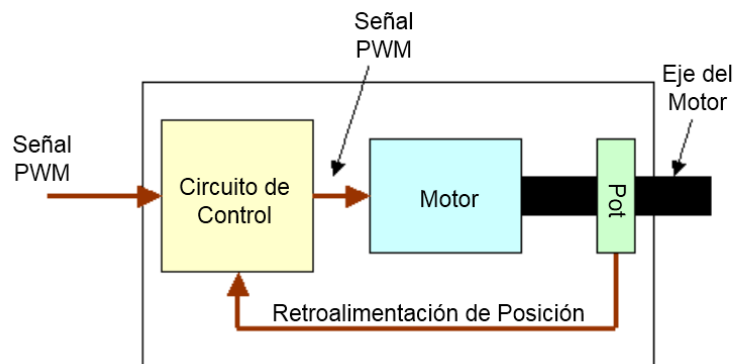 Señal
PWM
Eje del
Motor
Señal
PWM
Circuito de
Control
Motor
Pot
Retroalimentación de Posición